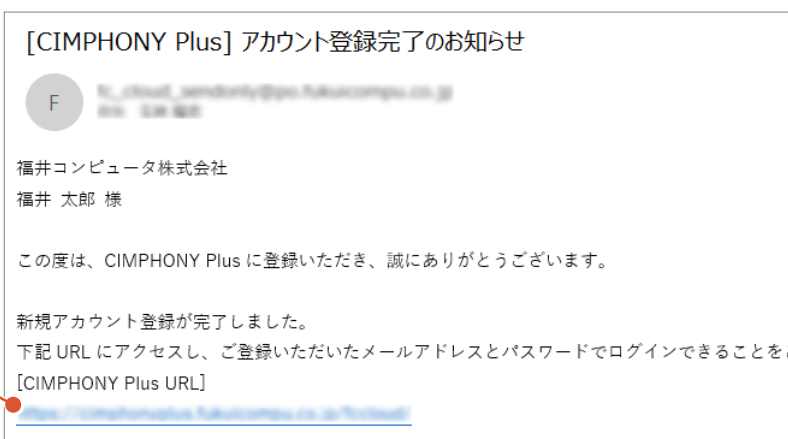 [CIMPHONY Plus] アカウント登録完了のお知らせ
F
福井コンピュータ株式会社
福井 太郎 様
この度は、CIMPHONY Plus に登録いただき、誠にありがとうございます。
新規アカウント登録が完了しました。
下記 URL にアクセスし、ご登録いただいたメールアドレスとパスワードでログインできることを
[CIMPHONY Plus URL]